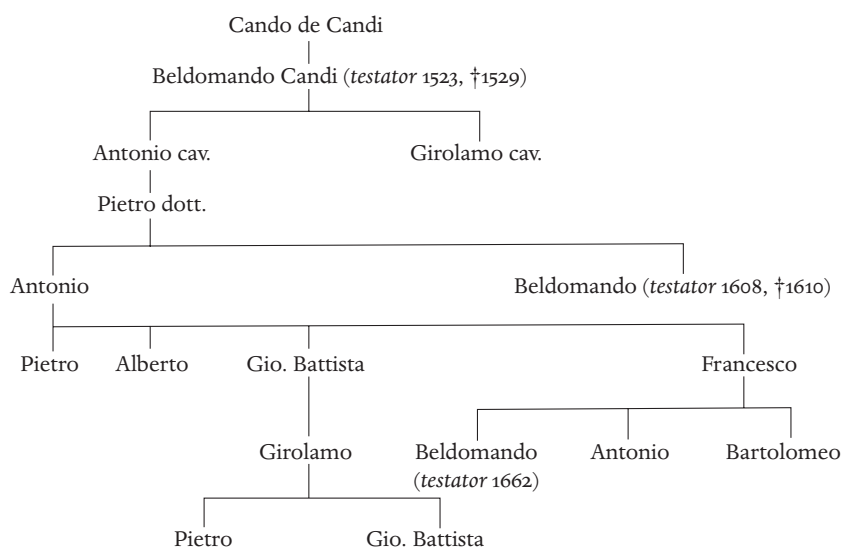 Cando de Candi
Beldomando Candi (testator 1523, †1529)
Antonio cav. Girolamo cav.
Pietro dott.
Antonio Beldomando (testator 1608, †1610)
Pietro Alberto Gio. Battista Francesco
Girolamo Beldomando Antonio Bartolomeo
(testator 1662)
Pietro Gio. Battista